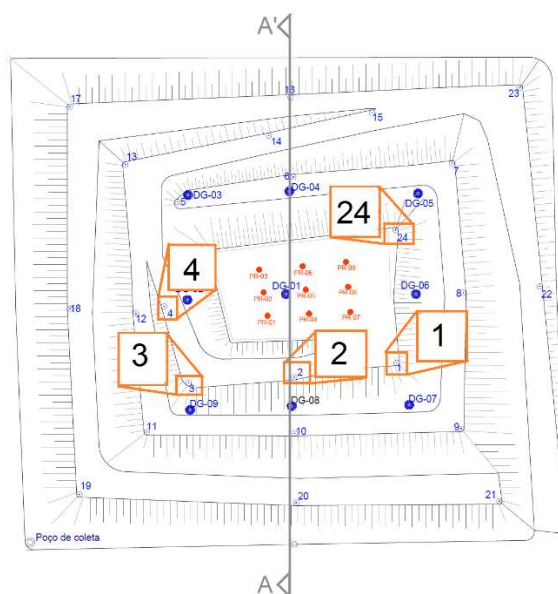 A'
17
23
13
15
14
13
6
7
5
DG-03
DG-04
DG-05
24
24
PR-03
PR-06
PR-09
4
PR-02
DG-01
PR-05
PR-08
DG-06
8
22
18
12
4
PR-01
PR-04
PR-07
3
2
1
2
1
3
DG-09
DG-08
DG-07
11
10
9
19
20
21
Poço de coleta
A